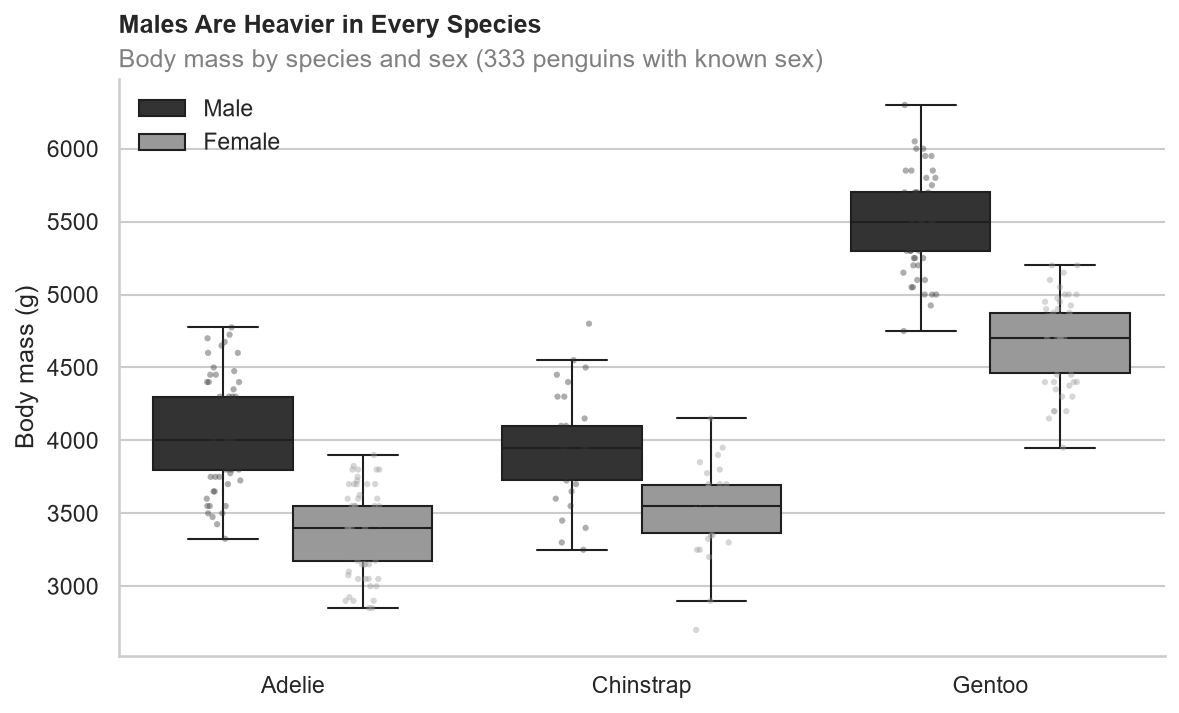 Males Are Heavier in Every Species
Body mass by species and sex (333 penguins with known sex)
Male
Female
Body mass (g)
6000
5500
5000
4500
4000
3500
3000
Adelie
Chinstrap
Gentoo